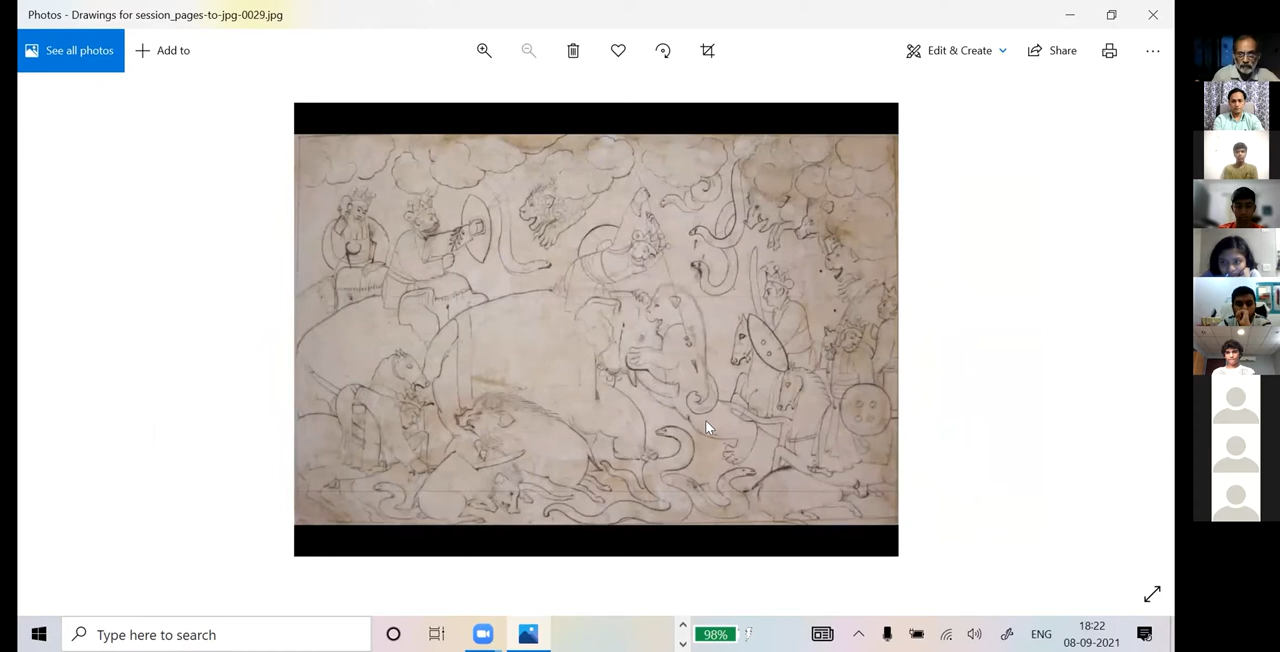 Photos - Drawings for session_pages-to-jpg-0029.jpg
See all photos
Add to
Edit & Create
Share
Type here to search
98%
ENG
18:22
08-09-2021